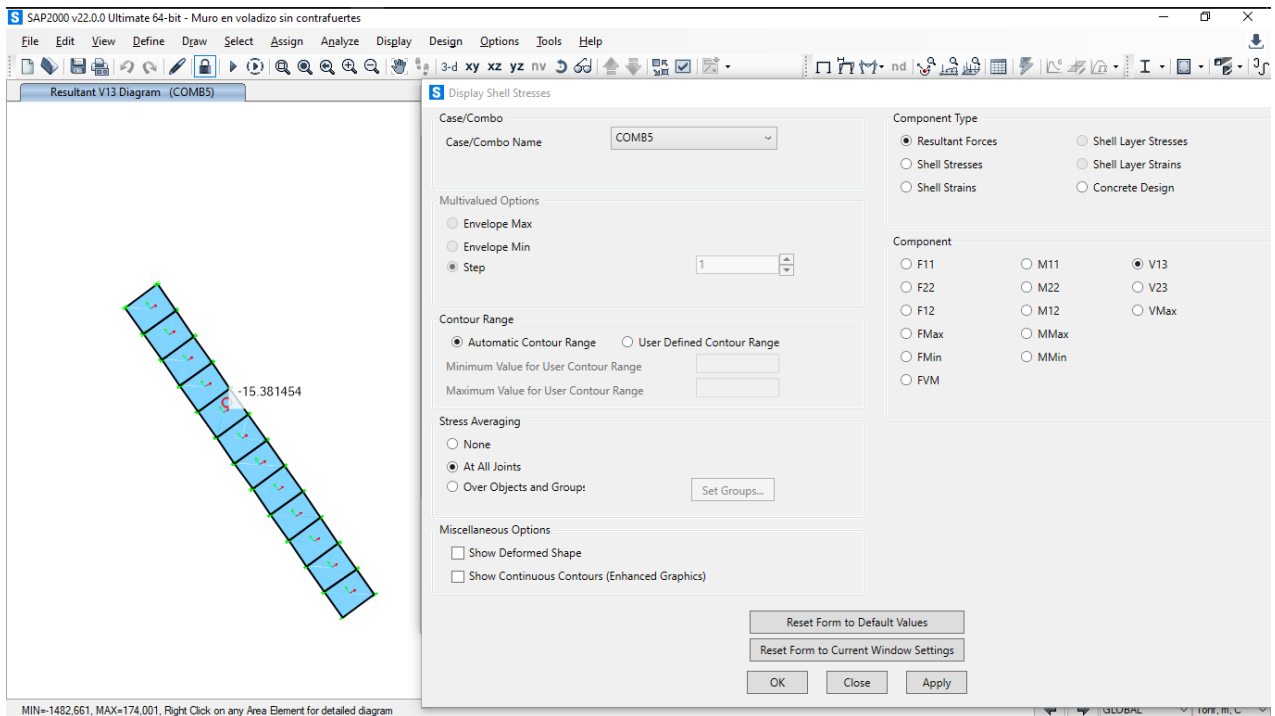 SAP2000 v22.0.0 Ultimate 64-bit - Muro en voladizo sin contrafuertes
File Edit View Define Draw Select Assign Analyze Display Design Options Tools Help
3-d xy xz yz nv nd
Resultant V13 Diagram (COMB5)
-15.381454
Display Shell Stresses
Case/Combo
Case/Combo Name COMB5
Multivalued Options
Envelope Max
Envelope Min
Step 1
Contour Range
Automatic Contour Range User Defined Contour Range
Minimum Value for User Contour Range
Maximum Value for User Contour Range
Stress Averaging
None
At All Joints
Over Objects and Groups
Set Groups...
Miscellaneous Options
Show Deformed Shape
Show Continuous Contours (Enhanced Graphics)
Component Type
Resultant Forces Shell Layer Stresses
Shell Stresses Shell Layer Strains
Shell Strains Concrete Design
Component
F11 M11 V13
F22 M22 V23
F12 M12 VMax
FMax MMax
FMin MMin
FVM
Reset Form to Default Values
Reset Form to Current Window Settings
OK Close Apply
MIN=-1482,661, MAX=174,001, Right Click on any Area Element for detailed diagram
GLOBAL Tonf, m, C